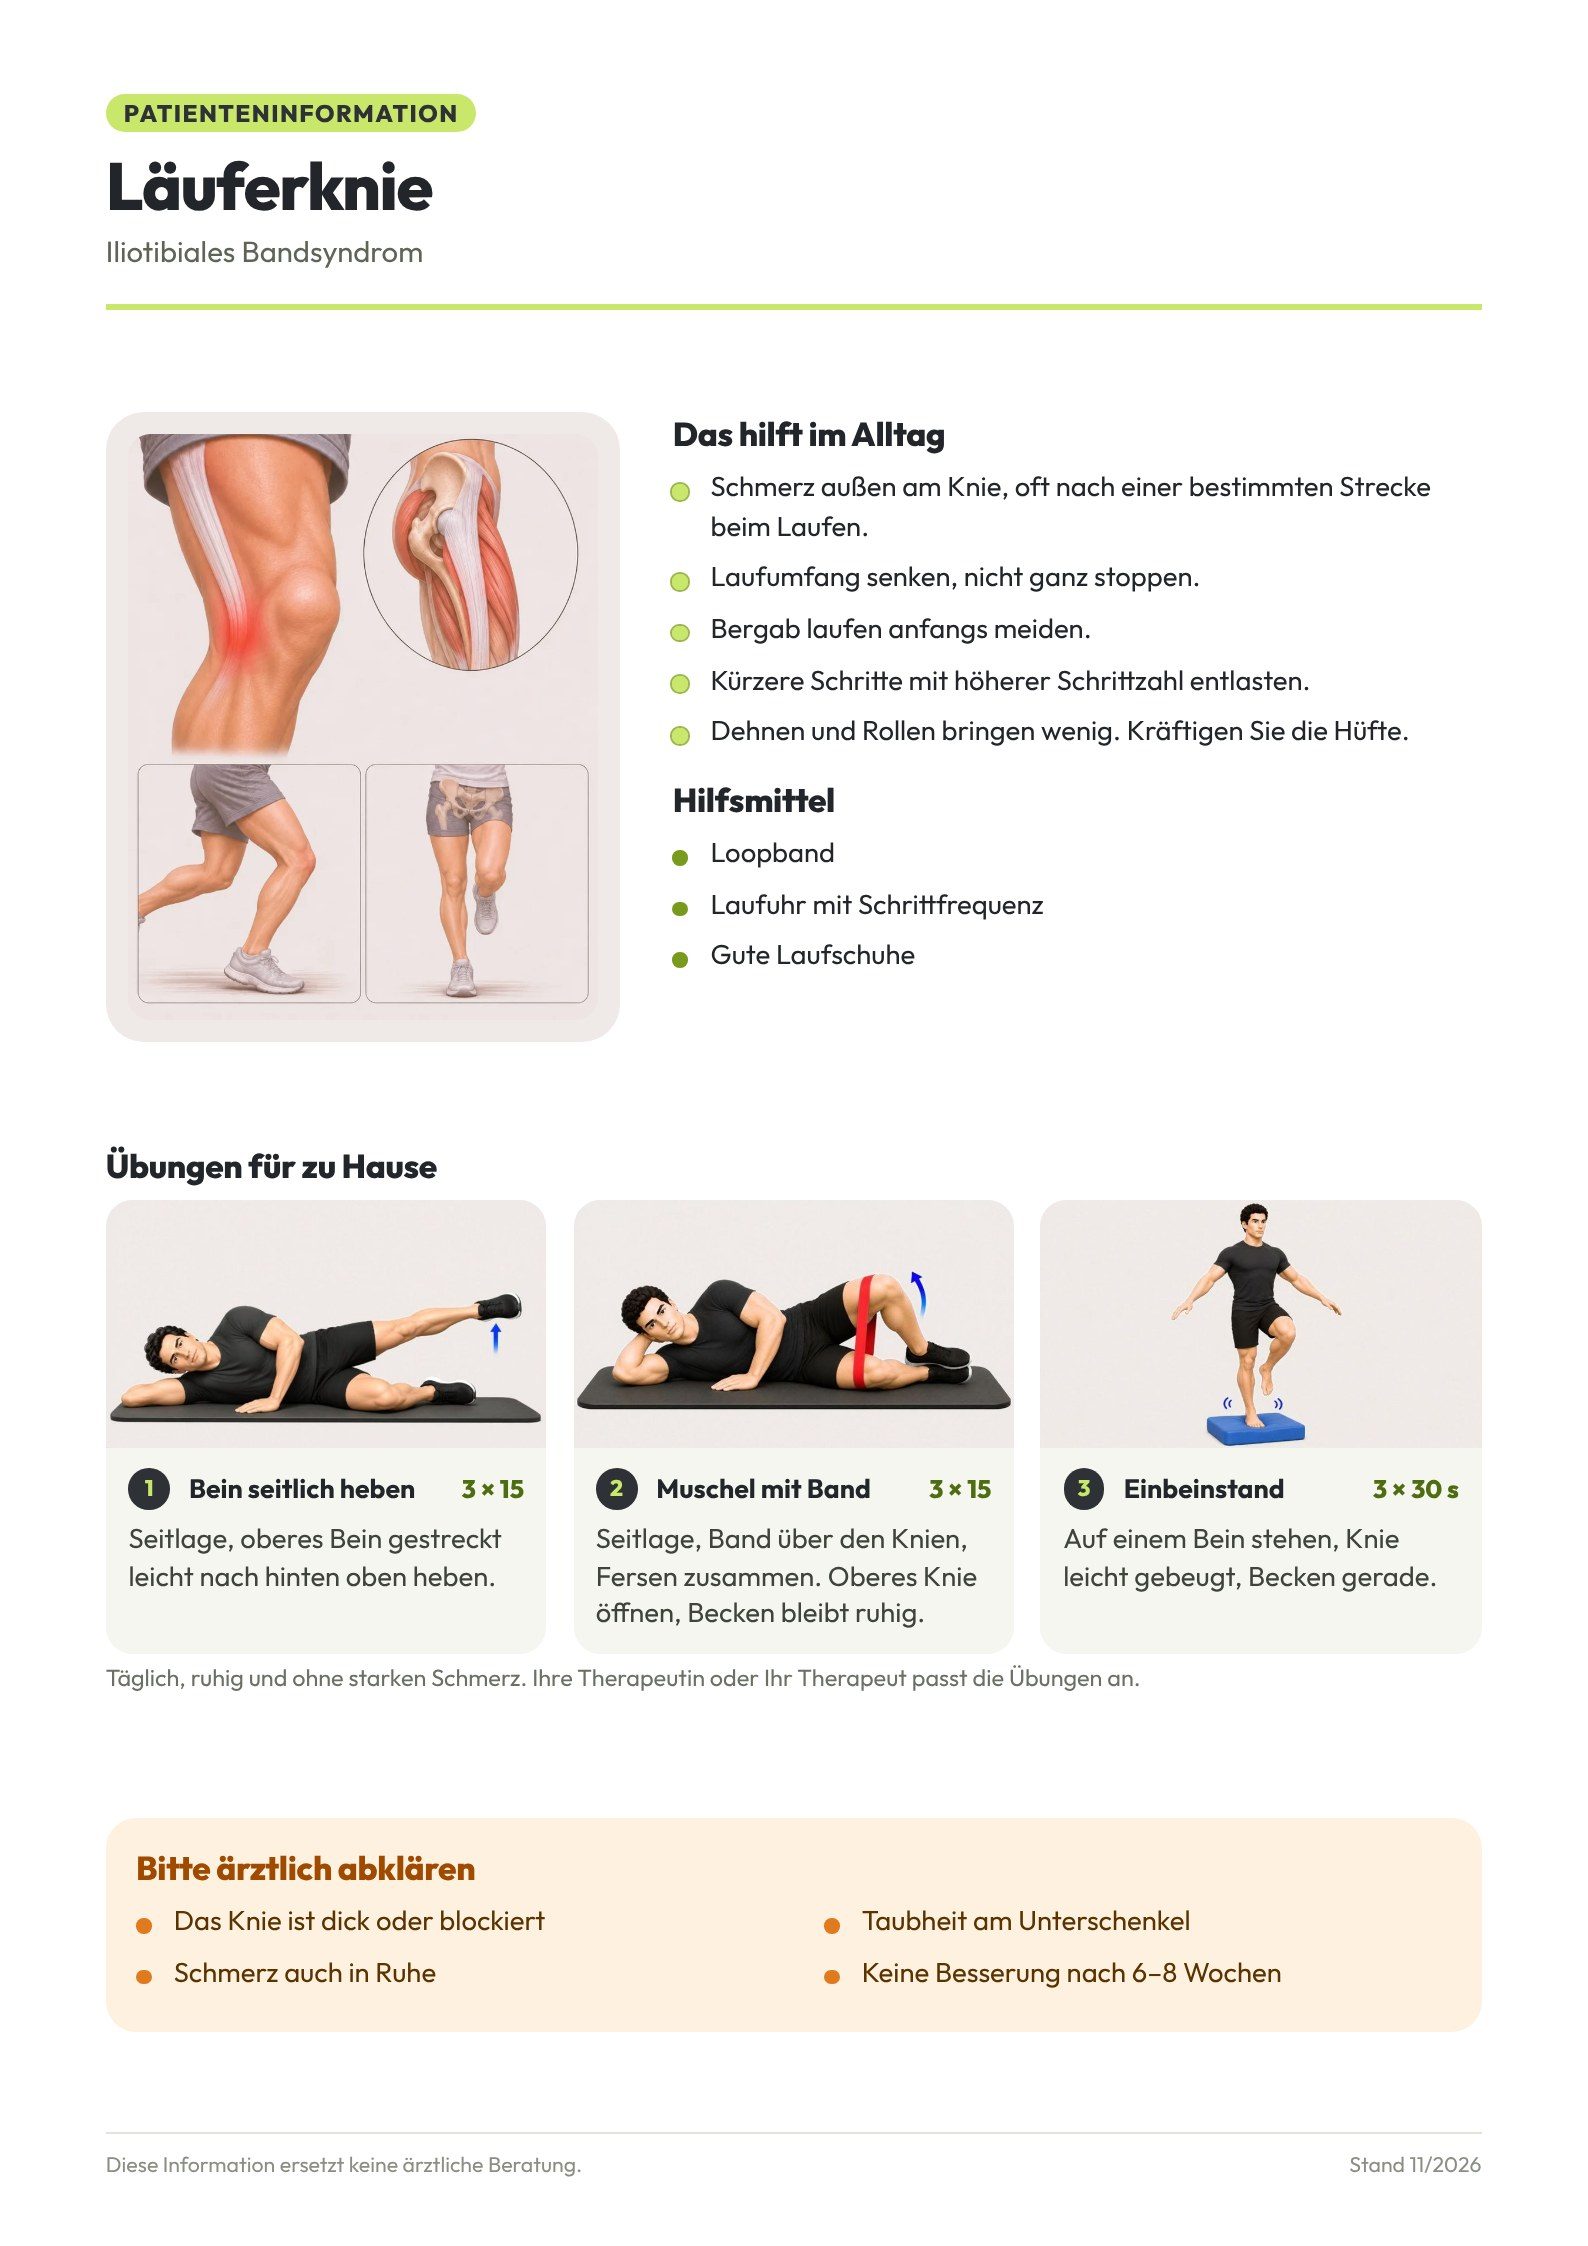 PATIENTENINFORMATION
Läuferknie
Iliotibiales Bandsyndrom
Das hilft im Alltag
Schmerz außen am Knie, oft nach einer bestimmten Strecke
beim Laufen.
Laufumfang senken, nicht ganz stoppen.
Bergab laufen anfangs meiden.
Kürzere Schritte mit höherer Schrittzahl entlasten.
Dehnen und Rollen bringen wenig. Kräftigen Sie die Hüfte.
Hilfsmittel
Loopband
Laufuhr mit Schrittfrequenz
Gute Laufschuhe
Übungen für zu Hause
1 Bein seitlich heben 3 × 15
Seitlage, oberes Bein gestreckt
leicht nach hinten oben heben.
2 Muschel mit Band 3 × 15
Seitlage, Band über den Knien,
Fersen zusammen. Oberes Knie
öffnen, Becken bleibt ruhig.
3 Einbeinstand 3 × 30 s
Auf einem Bein stehen, Knie
leicht gebeugt, Becken gerade.
Täglich, ruhig und ohne starken Schmerz. Ihre Therapeutin oder Ihr Therapeut passt die Übungen an.
Bitte ärztlich abklären
Das Knie ist dick oder blockiert
Schmerz auch in Ruhe
Taubheit am Unterschenkel
Keine Besserung nach 6–8 Wochen
Diese Information ersetzt keine ärztliche Beratung.
Stand 11/2026